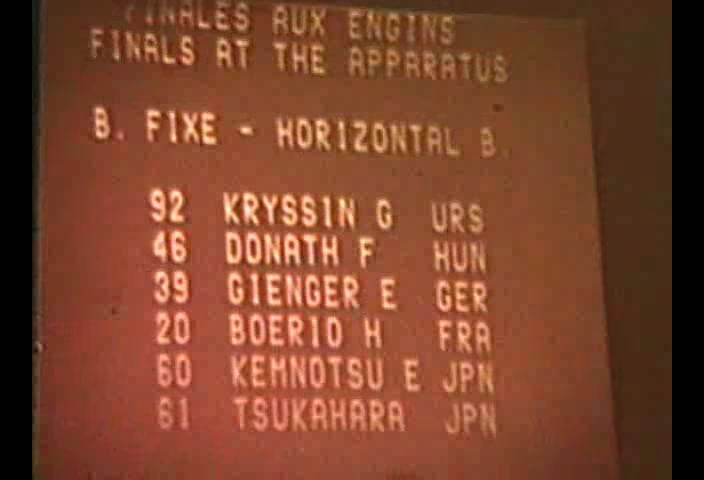 FINALES AUX ENGINS
FINALS AT THE APPARATUS
B. FIXE - HORIZONTAL B.
92 KRYSSIN G URS
46 DONATH F HUN
39 GIENGER E GER
20 BOERIO H FRA
60 KEMNOTSU E JPN
61 TSUKAHARA JPN